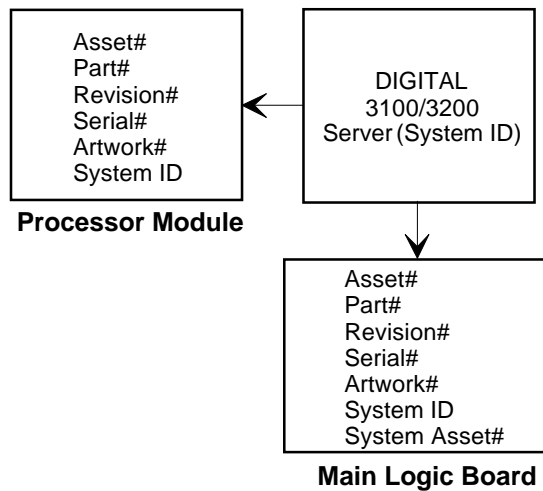 Asset#
Part#
Revision#
Serial#
Artwork#
System ID
Processor Module
DIGITAL
3100/3200
Server (System ID)
Asset#
Part#
Revision#
Serial#
Artwork#
System ID
System Asset#
Main Logic Board